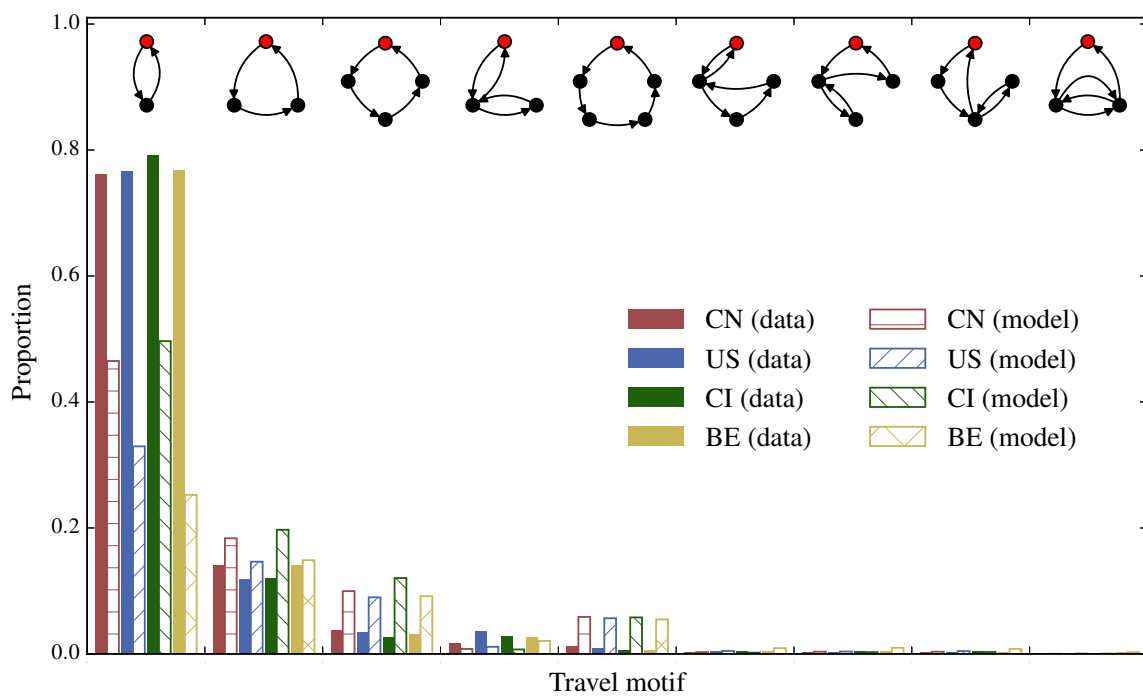 1.0
0.8
0.6
0.4
0.2
0.0
Proportion
CN (data) CN (model)
US (data) US (model)
CI (data) CI (model)
BE (data) BE (model)
Travel motif